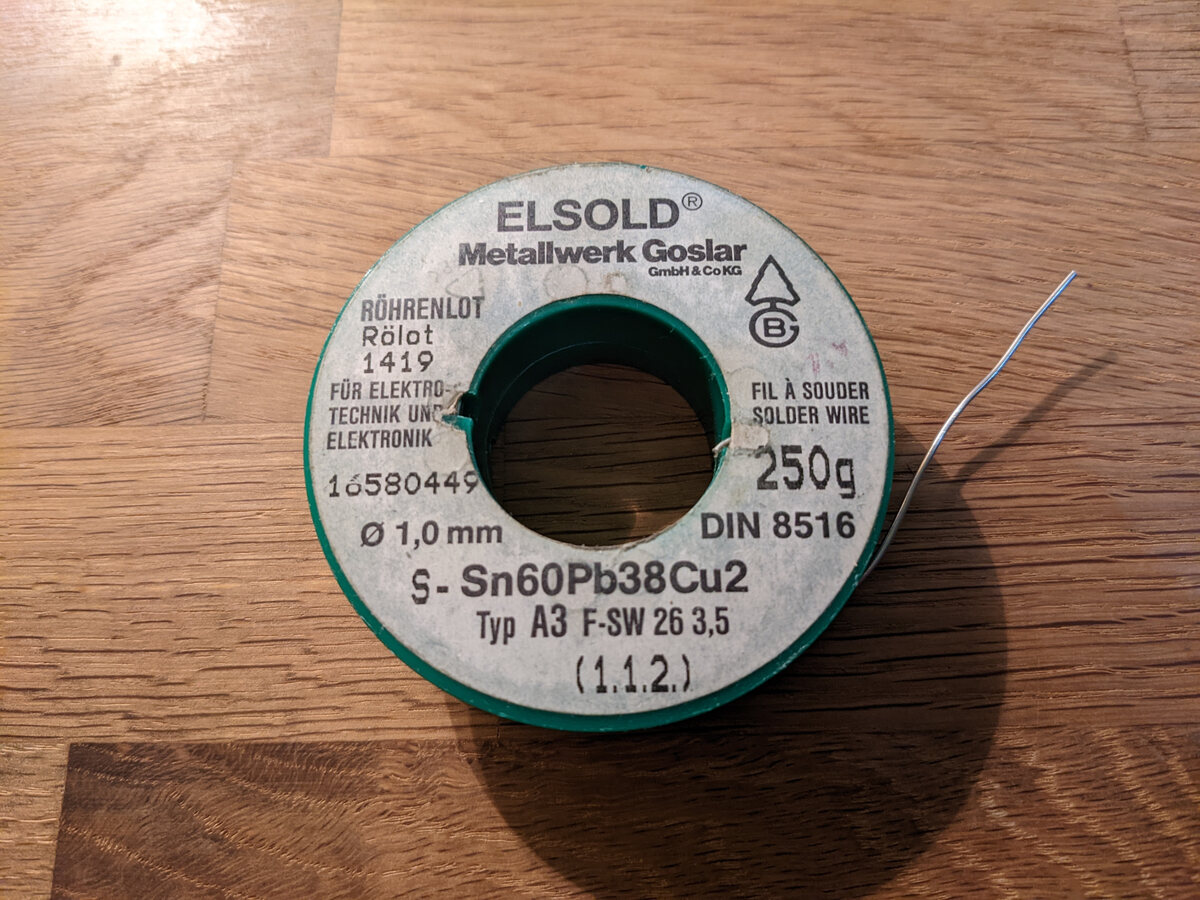 ELSOLD®
Metallwerk Goslar
GmbH & Co KG
RÖHRENLOT
Rölot
1419
FÜR ELEKTRO-
TECHNIK UND
ELEKTRONIK
16580449
Ø 1,0 mm
B
FIL À SOUDER
SOLDER WIRE
250g
DIN 8516
S-Sn60Pb38Cu2
Typ A3 F-SW 26 3,5
(1.1.2.)